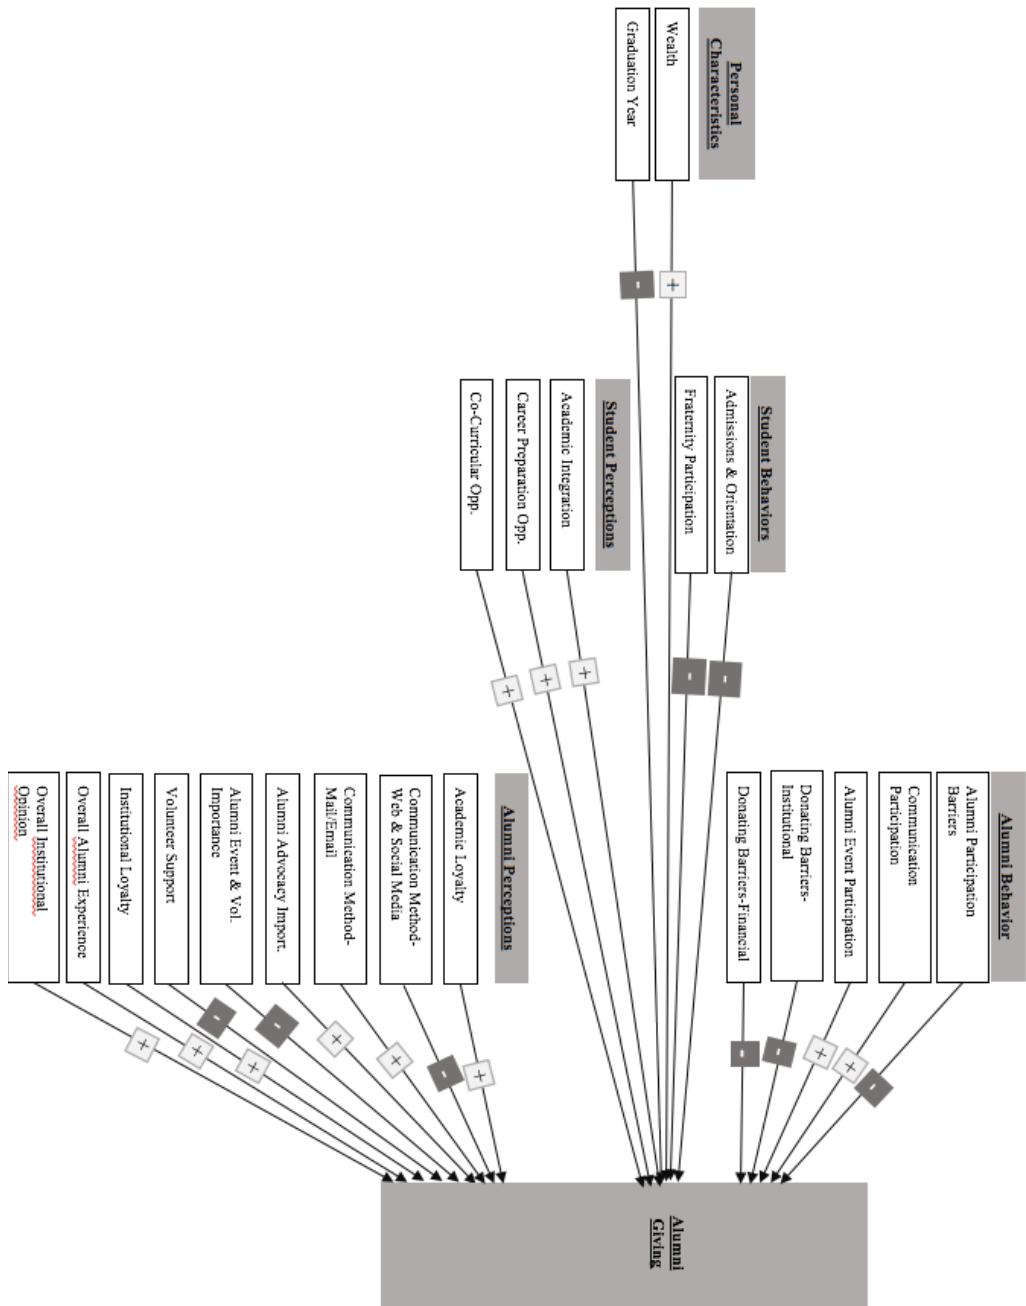 Personal
Characteristics
Wealth
Graduation Year
+
-
Student Behaviors
Admissions & Orientation
Fraternity Participation
-
-
Student Perceptions
Academic Integration
Career Preparation Opp.
Co-Curricular Opp.
+
+
+
Alumni Behavior
Alumni Participation
Barriers
Communication
Participation
Alumni Event Participation
Donating Barriers-
Institutional
Donating Barriers-Financial
-
+
+
-
-
Alumni Perceptions
Academic Loyalty
Communication Method-
Web & Social Media
Communication Method-
Mail/Email
Alumni Advocacy Import.
Alumni Event & Vol.
Importance
Volunteer Support
Institutional Loyalty
Overall Alumni Experience
Overall Institutional
Opinion
+
-
+
+
-
-
+
+
+
Alumni
Giving